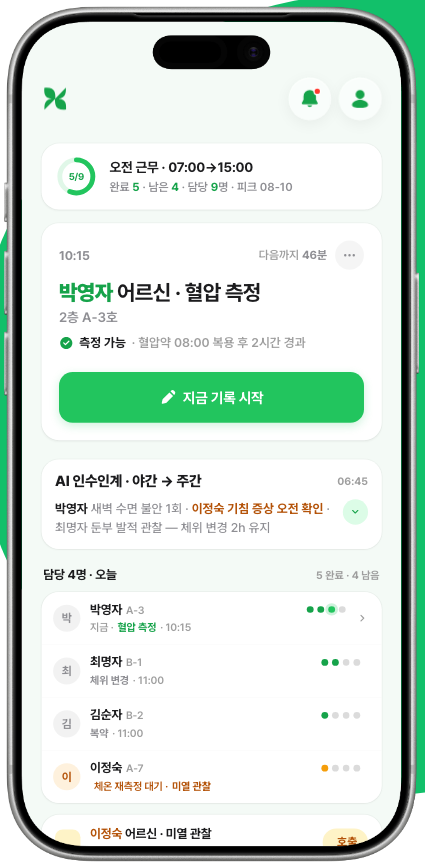 5/9
오전 근무 · 07:00→15:00
완료 5 · 남은 4 · 담당 9명 · 피크 08-10
10:15
다음까지 46분
박영자 어르신 · 혈압 측정
2층 A-3호
측정 가능 · 혈압약 08:00 복용 후 2시간 경과
지금 기록 시작
AI 인수인계 · 야간 → 주간
06:45
박영자 새벽 수면 불안 1회 · 이정숙 기침 증상 오전 확인 ·
최명자 둔부 발적 관찰 — 체위 변경 2h 유지
담당 4명 · 오늘
5 완료 · 4 남음
박
박영자 A-3
지금 · 혈압 측정 · 10:15
최
최명자 B-1
체위 변경 · 11:00
김
김순자 B-2
복약 · 11:00
이
이정숙 A-7
체온 재측정 대기 · 미열 관찰
이정숙 어르신 · 미열 관찰
호출